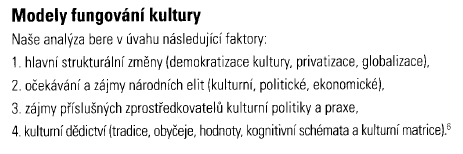 Modely fungování kultury
Naše analýza bere v úvahu následující faktory:
1. hlavní strukturální změny (demokratizace kultury, privatizace, globalizace),
2. očekávání a zájmy národních elit (kulturní, politické, ekonomické),
3. zájmy příslušných zprostředkovatelů kulturní politiky a praxe,
4. kulturní dědictví (tradice, obyčeje, hodnoty, kognitivní schémata a kulturní matrice).⁶